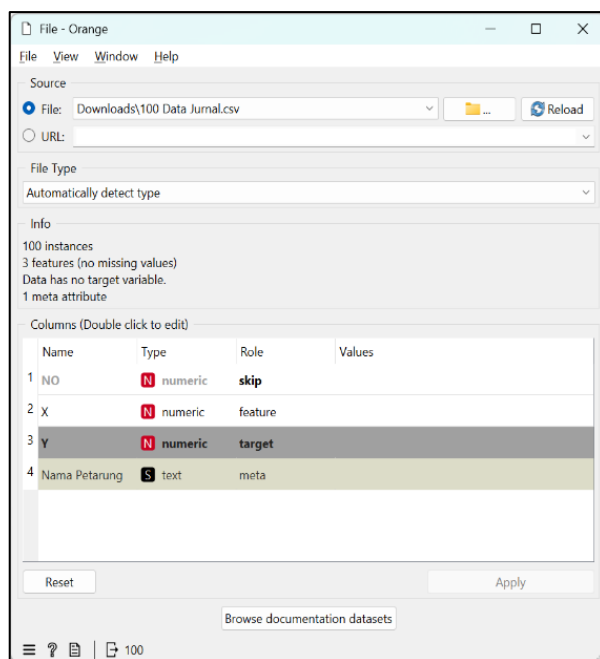 File - Orange
File View Window Help
Source
File: Downloads\100 Data Jurnal.csv ... Reload
URL:
File Type
Automatically detect type
Info
100 instances
3 features (no missing values)
Data has no target variable.
1 meta attribute
Columns (Double click to edit)
Name Type Role Values
1 NO N numeric skip
2 X N numeric feature
3 Y N numeric target
4 Nama Petarung S text meta
Reset Apply
Browse documentation datasets
? 100